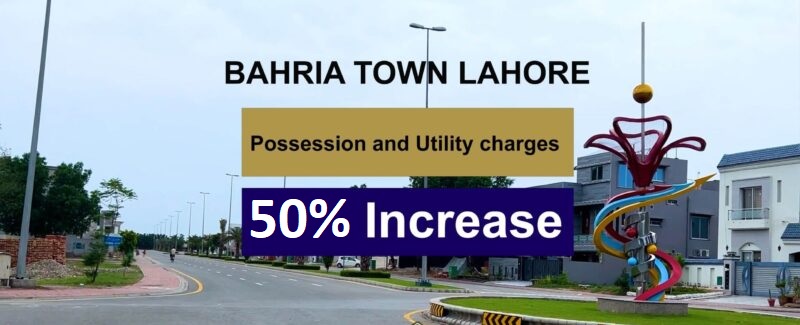 BAHRIA TOWN LAHORE
Possession and Utility charges
50% Increase